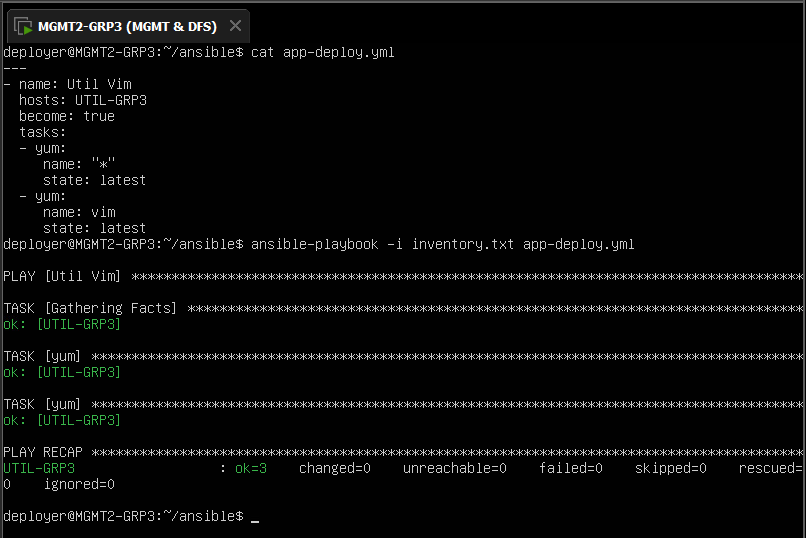 MGMT2-GRP3 (MGMT & DFS)
deployer@MGMT2-GRP3:~/ansible$ cat app-deploy.yml
---
- name: Util Vim
  hosts: UTIL-GRP3
  become: true
  tasks:
  - yum:
     name: "*"
     state: latest
  - yum:
     name: vim
     state: latest
deployer@MGMT2-GRP3:~/ansible$ ansible-playbook -i inventory.txt app-deploy.yml
PLAY [Util Vim] ************************************************************************************
TASK [Gathering Facts] *****************************************************************************
ok: [UTIL-GRP3]
TASK [yum] *****************************************************************************************
ok: [UTIL-GRP3]
TASK [yum] *****************************************************************************************
ok: [UTIL-GRP3]
PLAY RECAP *****************************************************************************************
UTIL-GRP3                  : ok=3    changed=0    unreachable=0    failed=0    skipped=0    rescued=
0    ignored=0
deployer@MGMT2-GRP3:~/ansible$ _